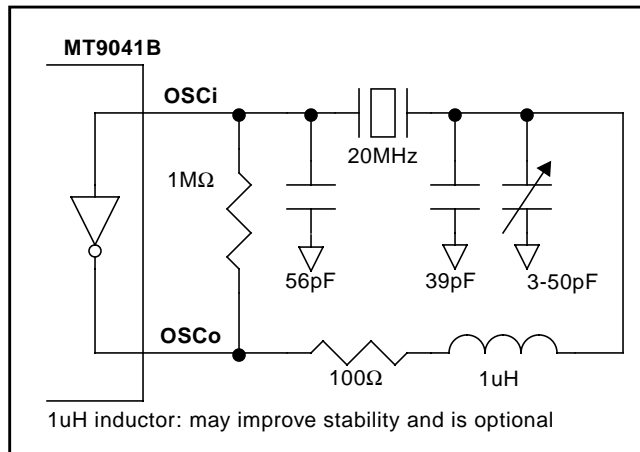 MT9041B
OSCi
20MHz
1MΩ
56pF
39pF
3-50pF
OSCo
100Ω
1uH
1uH inductor: may improve stability and is optional